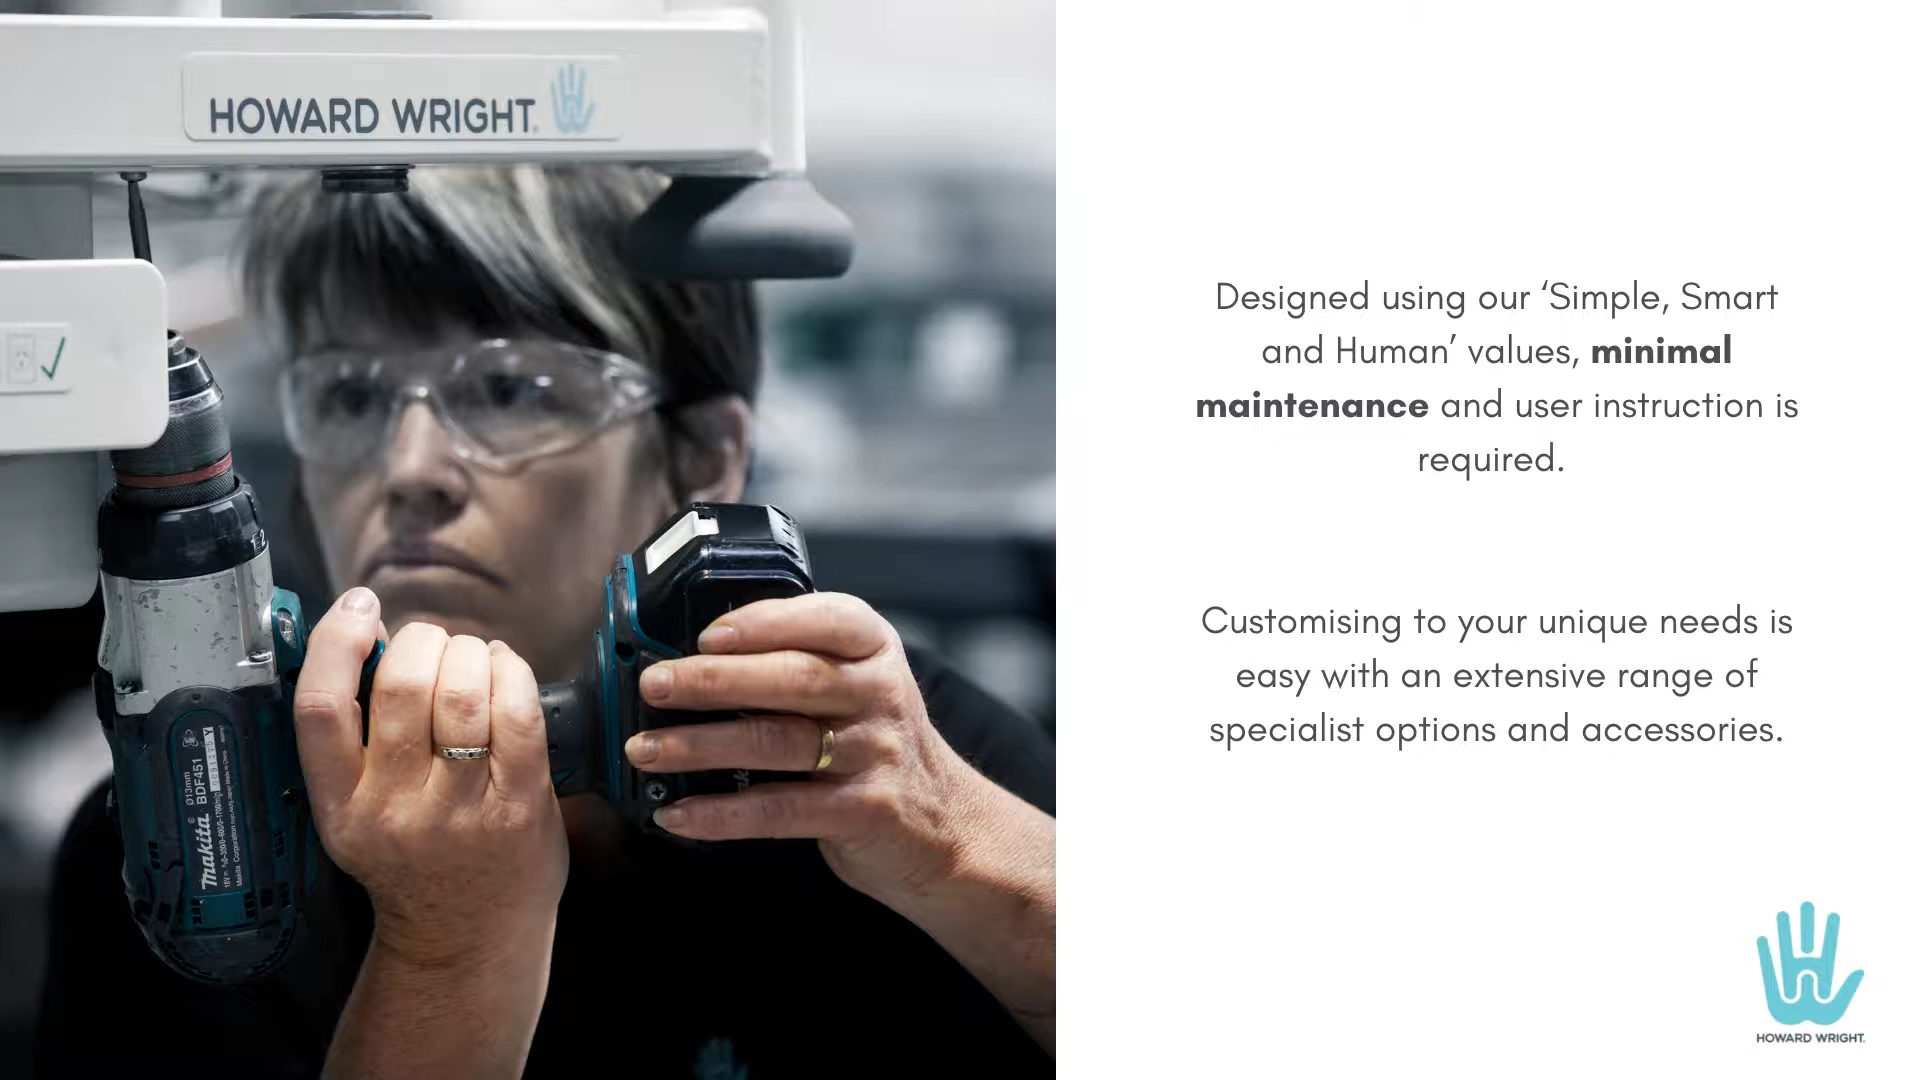 HOWARD WRIGHT.
12
Ø13mm
BDF451
makita
Designed using our ‘Simple, Smart
and Human’ values, minimal
maintenance and user instruction is
required.
Customising to your unique needs is
easy with an extensive range of
specialist options and accessories.
HOWARD WRIGHT.